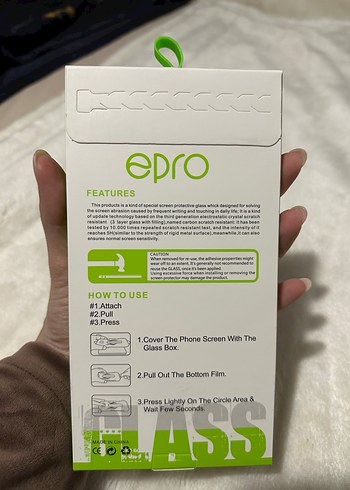 epro
FEATURES
This products is a kind of special screen protective glass which designed for solving
the screen abrasion caused by frequent writing and touching in daily life; it is a kind
of update technology based on the third generation electrostatic crystal scratch
resistant (3 layer glass with filling),named carbon scratch resistant. It has been
tested by 10.000 times repeated scratch resistant test, and the intensity of it
reaches 5H(similar to the strength of rigid metal surface),meanwhile,it can also
ensures normal screen sensitivity.
CAUTION
When removed for re-use, the adhesive properties might
wear off to an extent. It's generally not recommended to
reuse the GLASS, once it's been applied.
Using excessive force when installing or removing the
screen protector may damage the product.
HOW TO USE
#1.Attach
#2.Pull
#3.Press
1.Cover The Phone Screen With The
Glass Box.
2.Pull Out The Bottom Film.
3.Press Lightly On The Circle Area &
Wait Few Seconds.
GLASS
MADE IN CHINA
CE